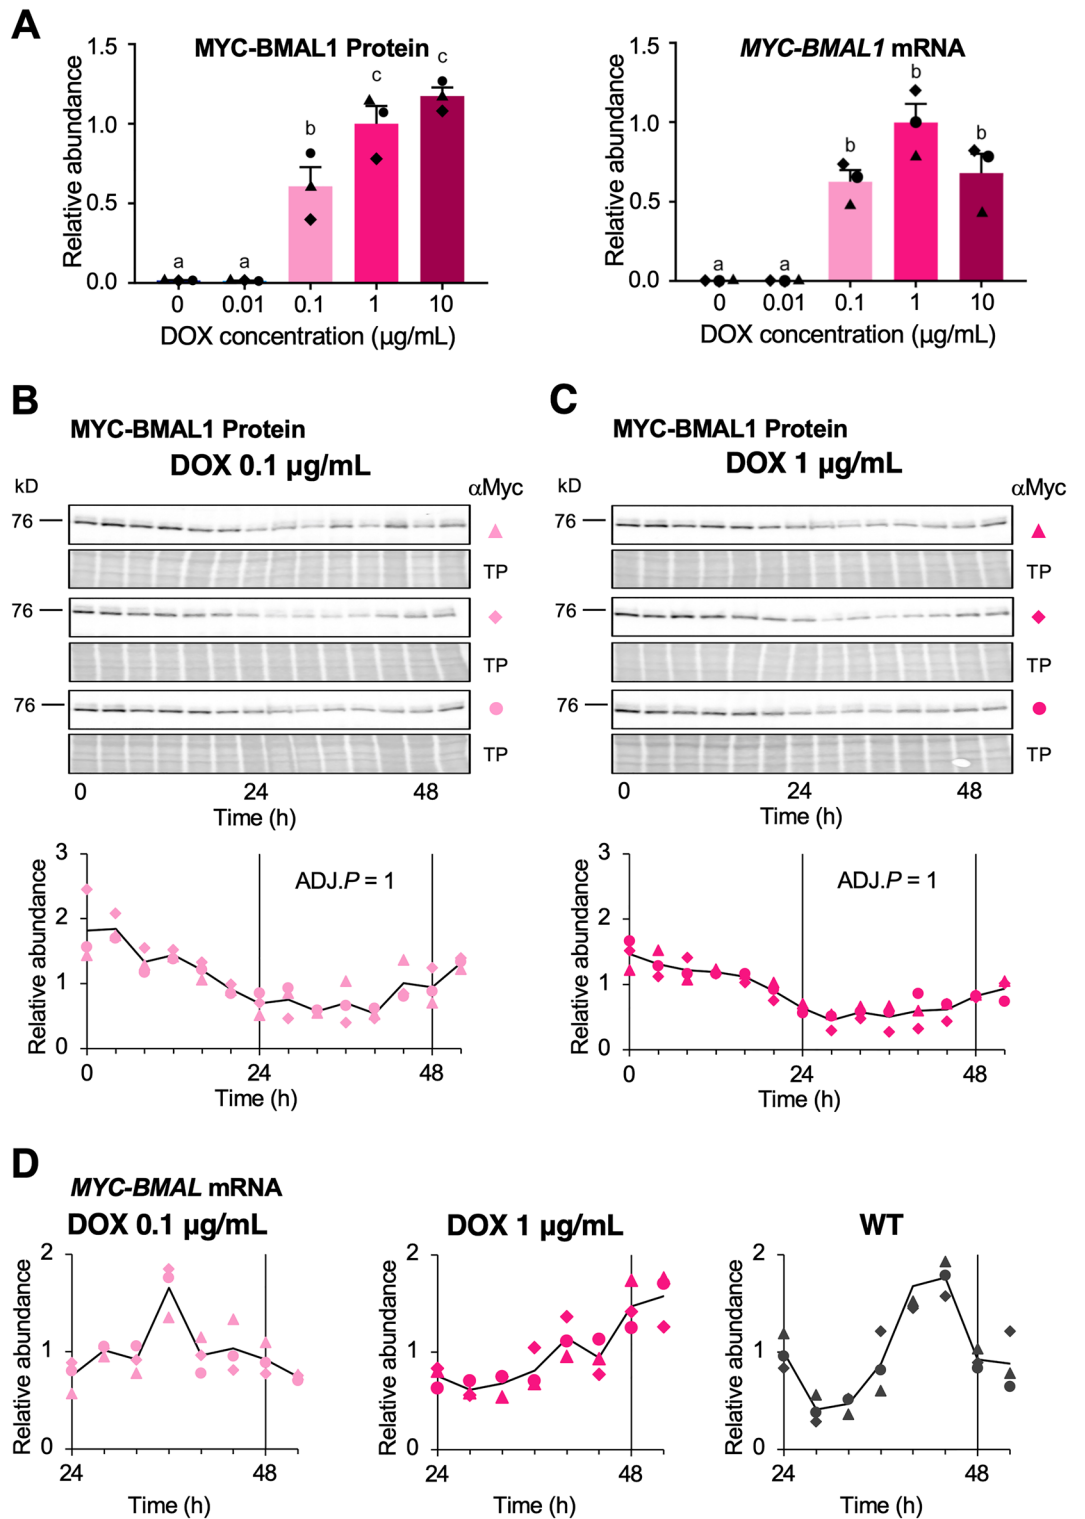 A
MYC-BMAL1 Protein
Relative abundance
1.5
1.0
0.5
0.0
a
a
b
c
c
0
0.01
0.1
1
10
DOX concentration (µg/mL)
MYC-BMAL1 mRNA
Relative abundance
1.5
1.0
0.5
0.0
a
a
b
b
b
0
0.01
0.1
1
10
DOX concentration (µg/mL)
B
MYC-BMAL1 Protein
DOX 0.1 µg/mL
kD
αMyc
76
TP
76
TP
76
TP
0
24
48
Time (h)
Relative abundance
3
2
1
0
ADJ.P = 1
0
24
48
Time (h)
C
MYC-BMAL1 Protein
DOX 1 µg/mL
kD
αMyc
76
TP
76
TP
76
TP
0
24
48
Time (h)
Relative abundance
3
2
1
0
ADJ.P = 1
0
24
48
Time (h)
D
MYC-BMAL mRNA
DOX 0.1 µg/mL
Relative abundance
2
1
0
24
48
Time (h)
DOX 1 µg/mL
Relative abundance
2
1
0
24
48
Time (h)
WT
Relative abundance
2
1
0
24
48
Time (h)